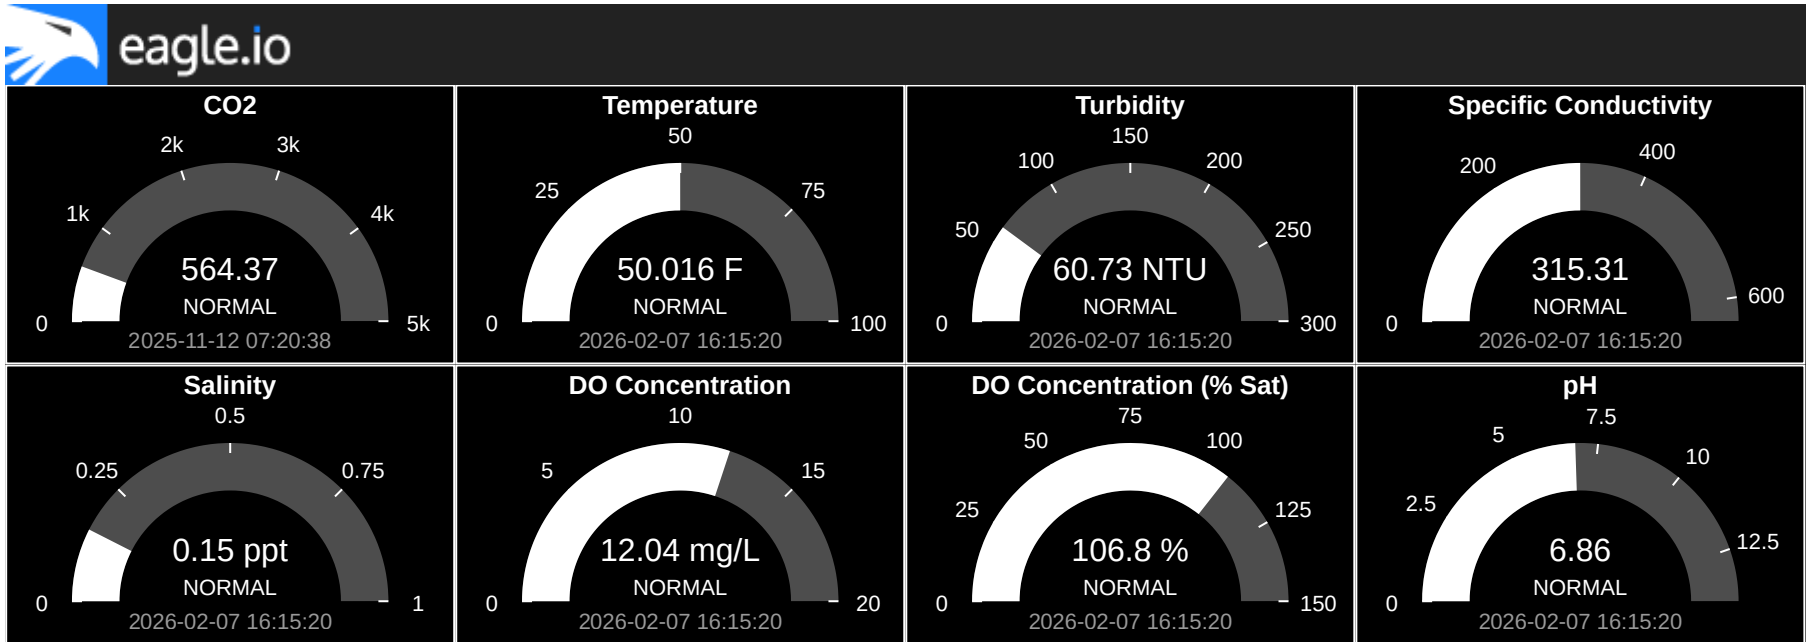 eagle.io
CO2
2k
3k
1k
4k
0
5k
564.37
NORMAL
2025-11-12 07:20:38
Temperature
50
25
75
0
100
50.016 F
NORMAL
2026-02-07 16:15:20
Turbidity
150
100
200
50
250
0
300
60.73 NTU
NORMAL
2026-02-07 16:15:20
Specific Conductivity
200
400
0
600
315.31
NORMAL
2026-02-07 16:15:20
Salinity
0.5
0.25
0.75
0
1
0.15 ppt
NORMAL
2026-02-07 16:15:20
DO Concentration
10
5
15
0
20
12.04 mg/L
NORMAL
2026-02-07 16:15:20
DO Concentration (% Sat)
75
50
100
25
125
0
150
106.8 %
NORMAL
2026-02-07 16:15:20
pH
7.5
5
10
2.5
12.5
0
6.86
NORMAL
2026-02-07 16:15:20